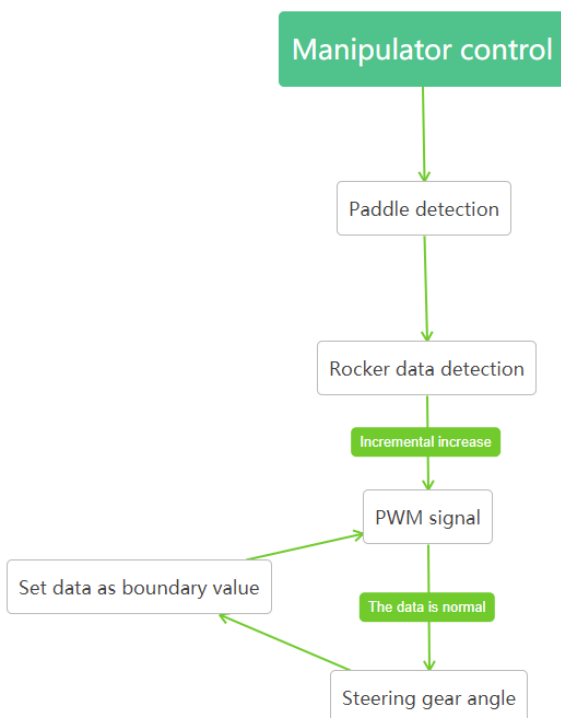 Manipulator control
Paddle detection
Rocker data detection
Incremental increase
PWM signal
Set data as boundary value
The data is normal
Steering gear angle